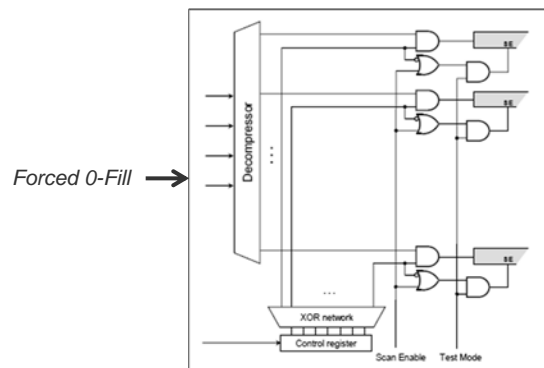 Forced 0-Fill
Decompressor
SE
SE
SE
XOR network
Control register
Scan Enable
Test Mode